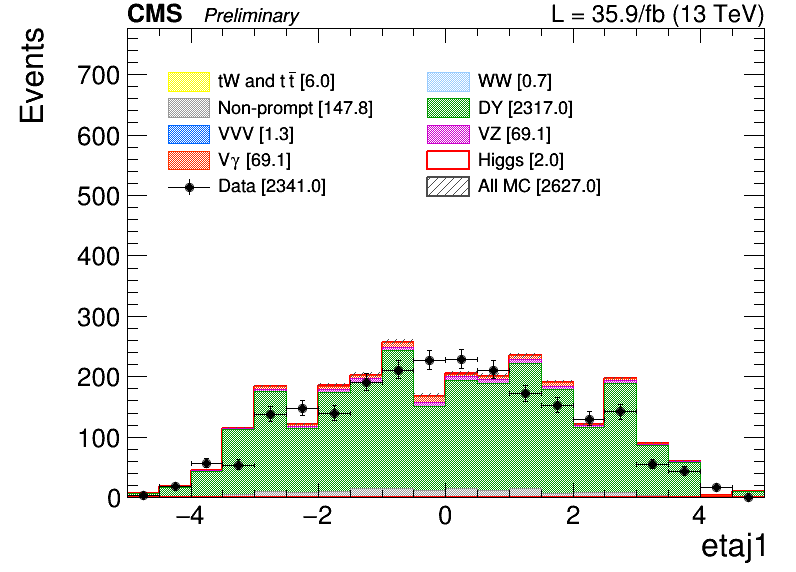 CMS Preliminary L = 35.9/fb (13 TeV)
Events
tW and t t̅ [6.0] WW [0.7]
Non-prompt [147.8] DY [2317.0]
VVV [1.3] VZ [69.1]
Vγ [69.1] Higgs [2.0]
Data [2341.0] All MC [2627.0]
700
600
500
400
300
200
100
0
−4 −2 0 2 4
etaj1